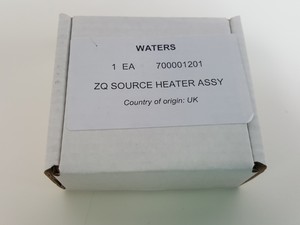 WATERS
1 EA 700001201
ZQ SOURCE HEATER ASSY
Country of origin: UK